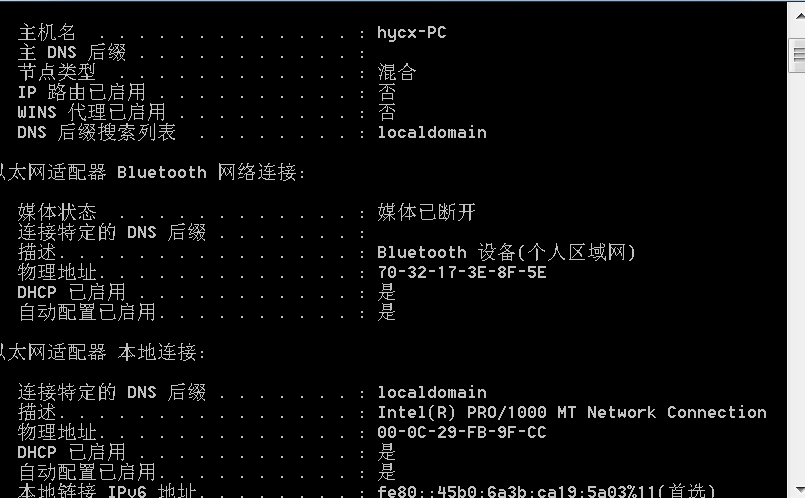 主机名 . . . . . . . . . . . . . : hycx-PC
主 DNS 后缀 . . . . . . . . . . . :
节点类型 . . . . . . . . . . . . : 混合
IP 路由已启用 . . . . . . . . . . : 否
WINS 代理已启用 . . . . . . . . . : 否
DNS 后缀搜索列表 . . . . . . . . : localdomain
以太网适配器 Bluetooth 网络连接:
媒体状态 . . . . . . . . . . . . : 媒体已断开
连接特定的 DNS 后缀 . . . . . . . :
描述. . . . . . . . . . . . . . . : Bluetooth 设备(个人区域网)
物理地址. . . . . . . . . . . . . : 70-32-17-3E-8F-5E
DHCP 已启用 . . . . . . . . . . . : 是
自动配置已启用. . . . . . . . . . : 是
以太网适配器 本地连接:
连接特定的 DNS 后缀 . . . . . . . : localdomain
描述. . . . . . . . . . . . . . . : Intel(R) PRO/1000 MT Network Connection
物理地址. . . . . . . . . . . . . : 00-0C-29-FB-9F-CC
DHCP 已启用 . . . . . . . . . . . : 是
自动配置已启用. . . . . . . . . . : 是
本地链接 IPv6 地址. . . . . . . . : fe80::45b0:6a3b:ca19:5a03%11(首选)